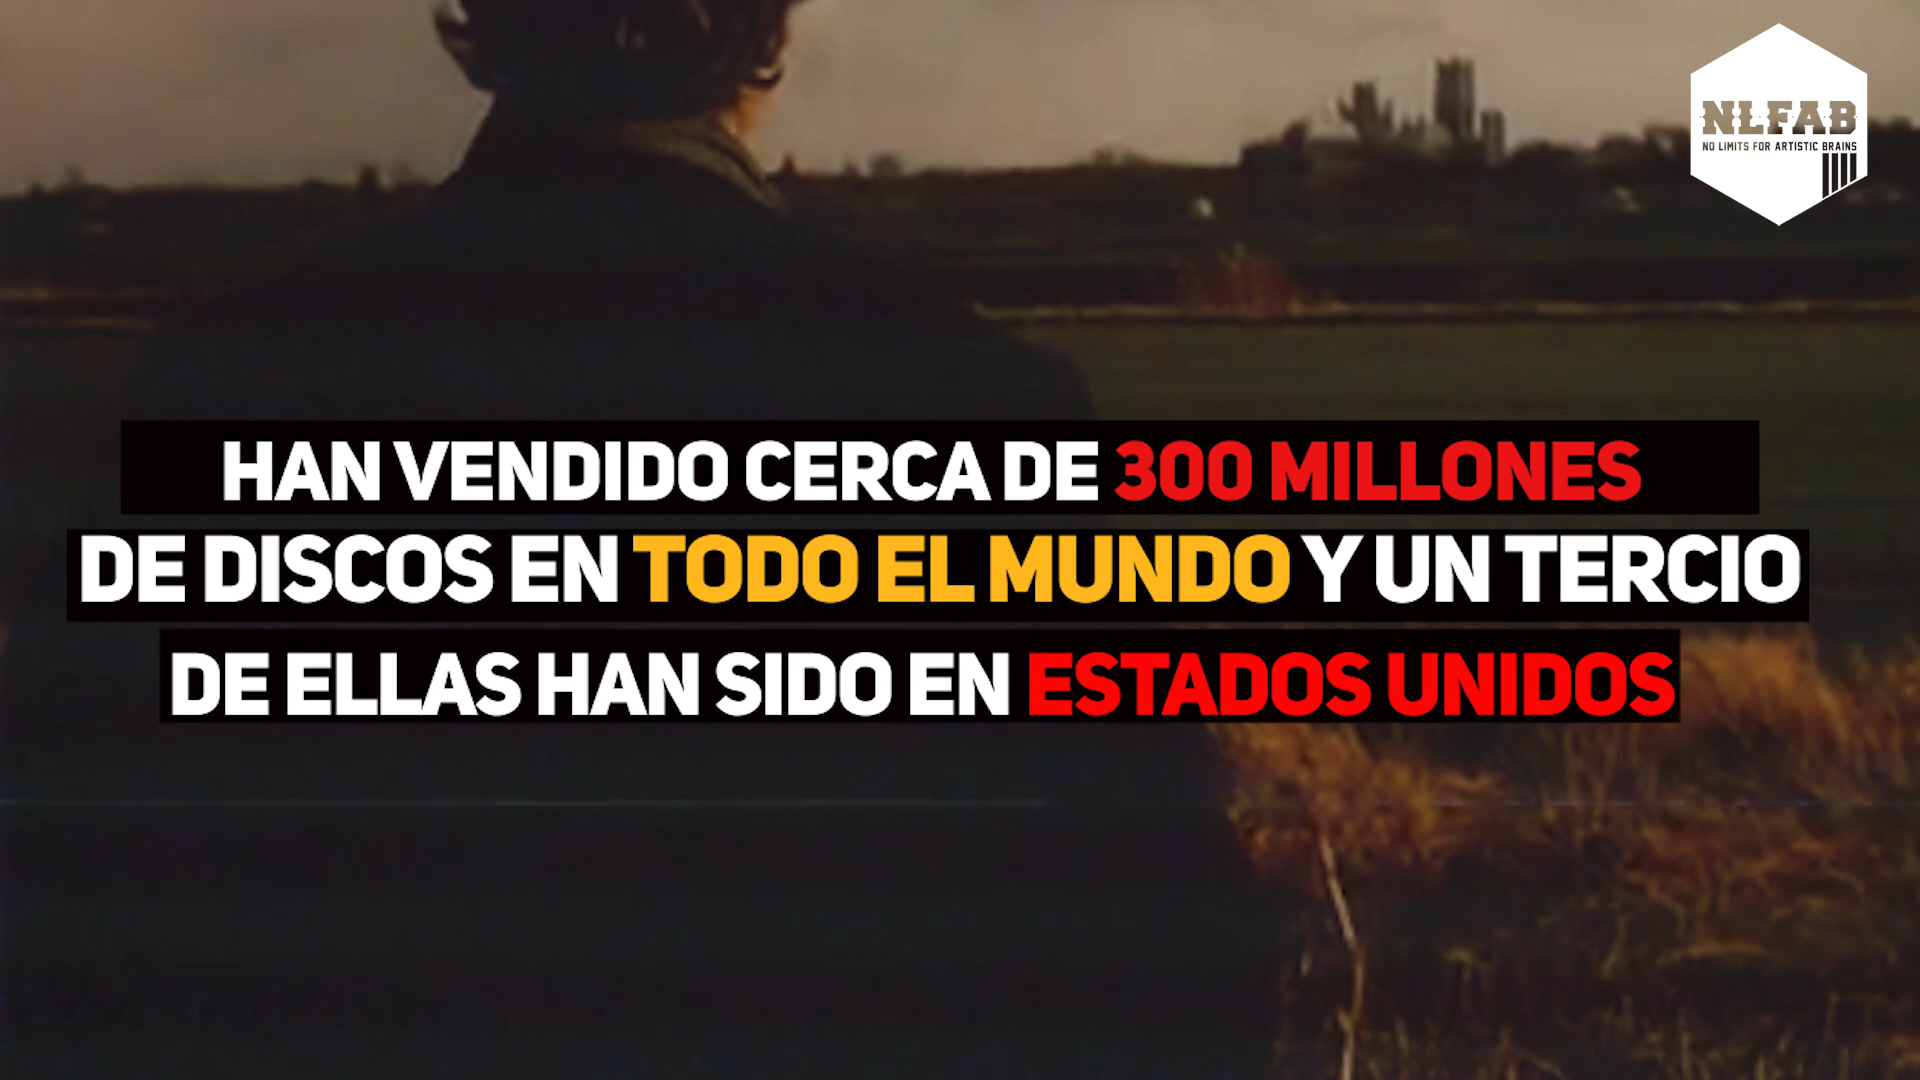 NLFAB
NO LIMITS FOR ARTISTIC BRAINS
HAN VENDIDO CERCA DE 300 MILLONES
DE DISCOS EN TODO EL MUNDO Y UN TERCIO
DE ELLAS HAN SIDO EN ESTADOS UNIDOS